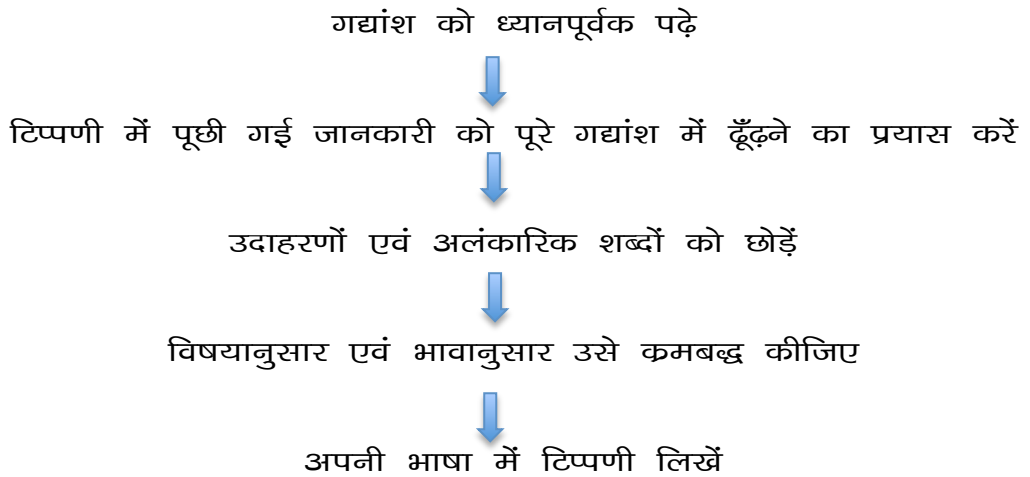 गद्यांश को ध्यानपूर्वक पढ़े
टिप्पणी में पूछी गई जानकारी को पूरे गद्यांश में ढूँढ़ने का प्रयास करें
उदाहरणों एवं अलंकारिक शब्दों को छोड़ें
विषयानुसार एवं भावानुसार उसे क्रमबद्ध कीजिए
अपनी भाषा में टिप्पणी लिखें